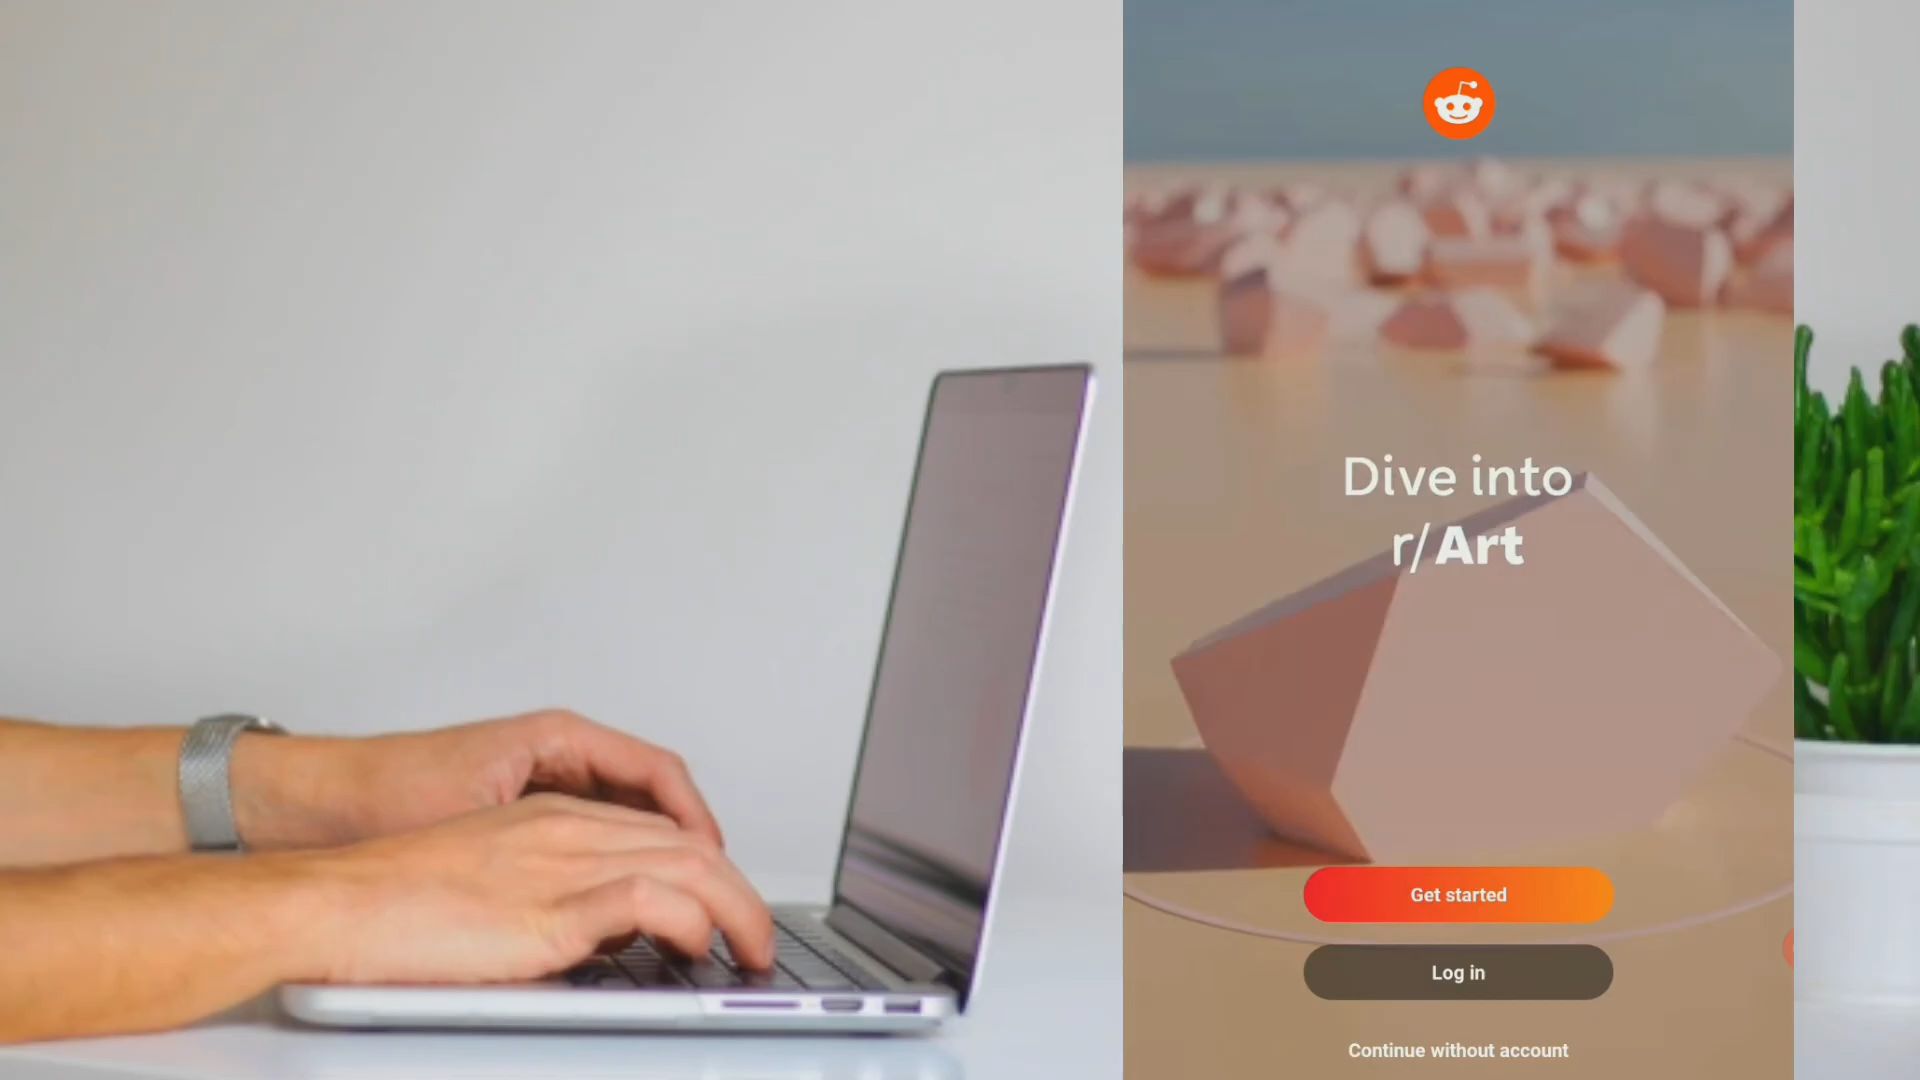 Dive into
r/Art
Get started
Log in
Continue without account